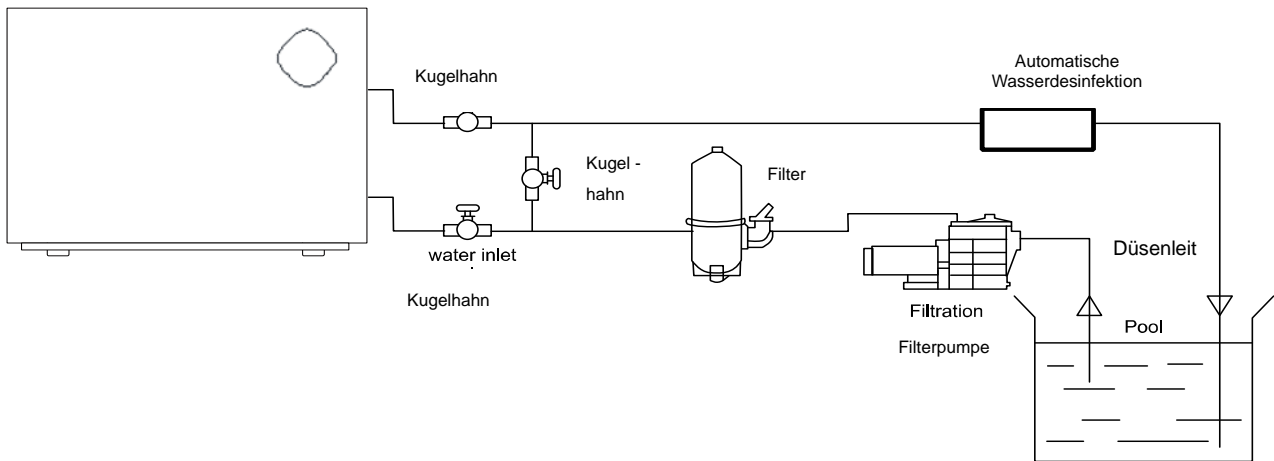 Kugelhahn
Automatische
Wasserdesinfektion
Kugel -
hahn
Filter
water inlet
Kugelhahn
Düsenleit
Filtration
Filterpumpe
Pool